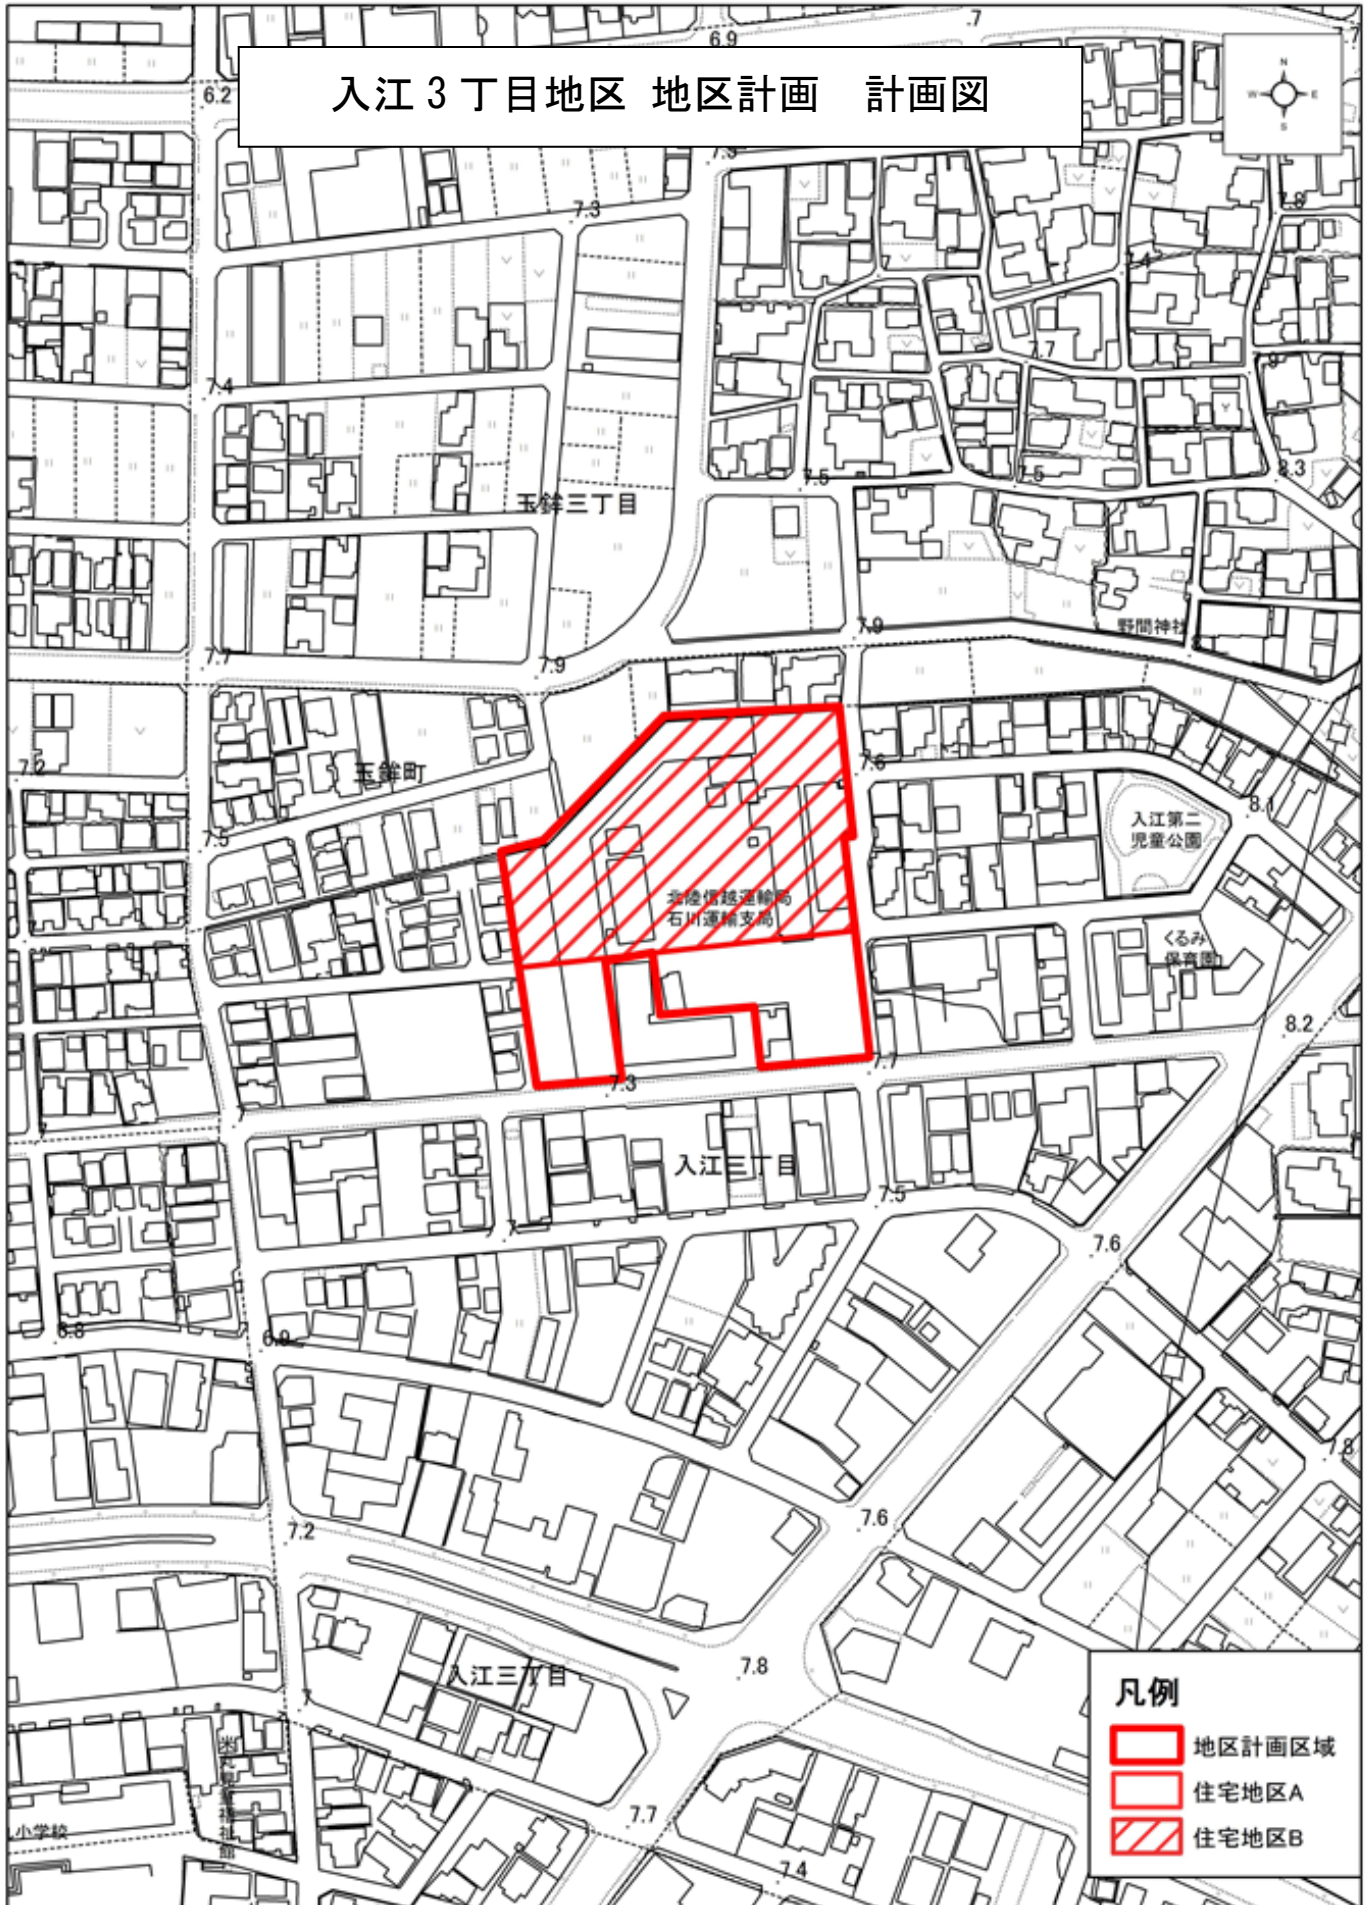 入江3丁目地区 地区計画 計画図
N
W
E
S
7
6.9
6.2
7.3
7.8
7.4
7.7
7.4
8.3
7.5
7.5
玉鉾三丁目
7.9
野間神社
7.7
7.9
7.2
玉鉾町
7.6
8.1
入江第二
児童公園
7.5
北陸信越運輸局
石川運輸支局
くるみ
保育園
8.2
7.7
7.3
7
入江三丁目
7.5
7.7
7.6
6.8
6.9
7.8
7.6
7.2
7.8
入江三丁目
7
凡例
地区計画区域
住宅地区A
住宅地区B
7.7
小学校
7.4